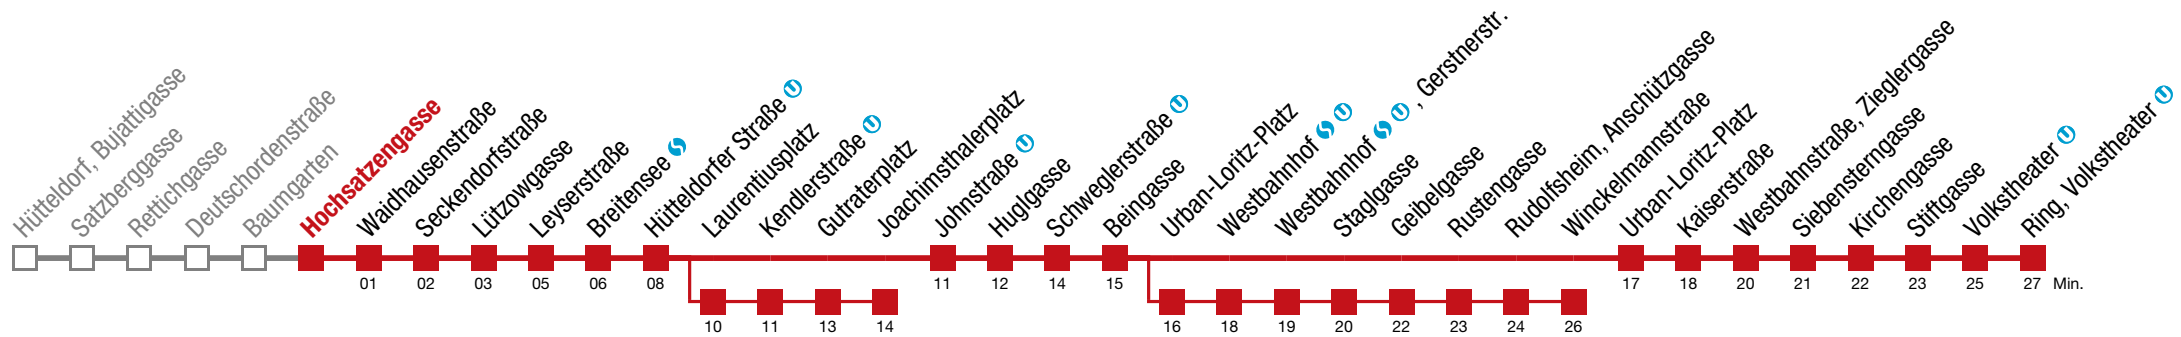 Hütteldorf, Bujattigasse
Satzberggasse
Rettichgasse
Deutschordenstraße
Baumgarten
Hochsatzengasse
Waidhausenstraße
Seckendorfstraße
Lützowgasse
Leyserstraße
Breitensee S
Hütteldorfer Straße U
Laurentiusplatz
Kendlerstraße U
Gutraterplatz
Joachimsthalerplatz
Johnstraße U
Huglgasse
Schweglerstraße U
Beingasse
Urban-Loritz-Platz
Westbahnhof S U
Westbahnhof S U , Gerstnerstr.
Staglgasse
Geibelgasse
Rustengasse
Rudolfsheim, Anschützgasse
Winckelmannstraße
Urban-Loritz-Platz
Kaiserstraße
Westbahnstraße, Zieglergasse
Siebensterngasse
Kirchengasse
Stiftgasse
Volkstheater U
Ring, Volkstheater U
01 02 03 05 06 08 11 12 14 15 17 18 20 21 22 23 25 27 Min.
10 11 13 14 16 18 19 20 22 23 24 26